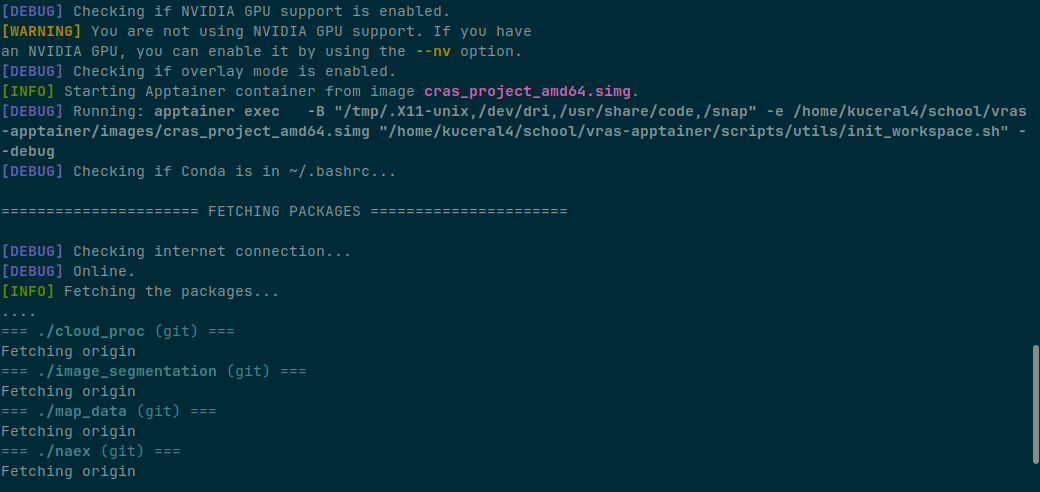 [DEBUG] Checking if NVIDIA GPU support is enabled.
[WARNING] You are not using NVIDIA GPU support. If you have
an NVIDIA GPU, you can enable it by using the --nv option.
[DEBUG] Checking if overlay mode is enabled.
[INFO] Starting Apptainer container from image cras_project_amd64.simg.
[DEBUG] Running: apptainer exec   -B "/tmp/.X11-unix,/dev/dri,/usr/share/code,/snap" -e /home/kuceral4/school/vras
-apptainer/images/cras_project_amd64.simg "/home/kuceral4/school/vras-apptainer/scripts/utils/init_workspace.sh" -
-debug
[DEBUG] Checking if Conda is in ~/.bashrc...
====================== FETCHING PACKAGES ======================
[DEBUG] Checking internet connection...
[DEBUG] Online.
[INFO] Fetching the packages...
....
=== ./cloud_proc (git) ===
Fetching origin
=== ./image_segmentation (git) ===
Fetching origin
=== ./map_data (git) ===
Fetching origin
=== ./naex (git) ===
Fetching origin